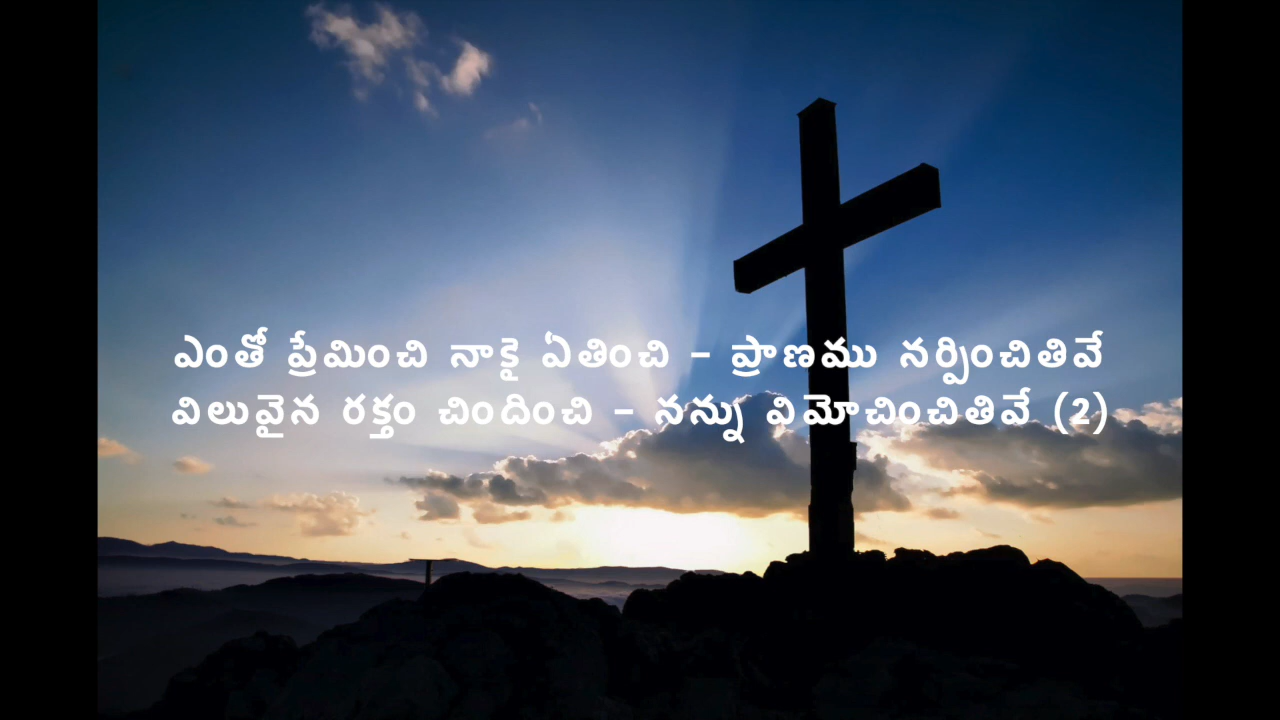 ఎంతో ప్రేమించి నాకై ఏతించి - ప్రాణము నర్పించితివే
విలువైన రక్తం చిందించి - నన్ను విమోచించితివే (2)